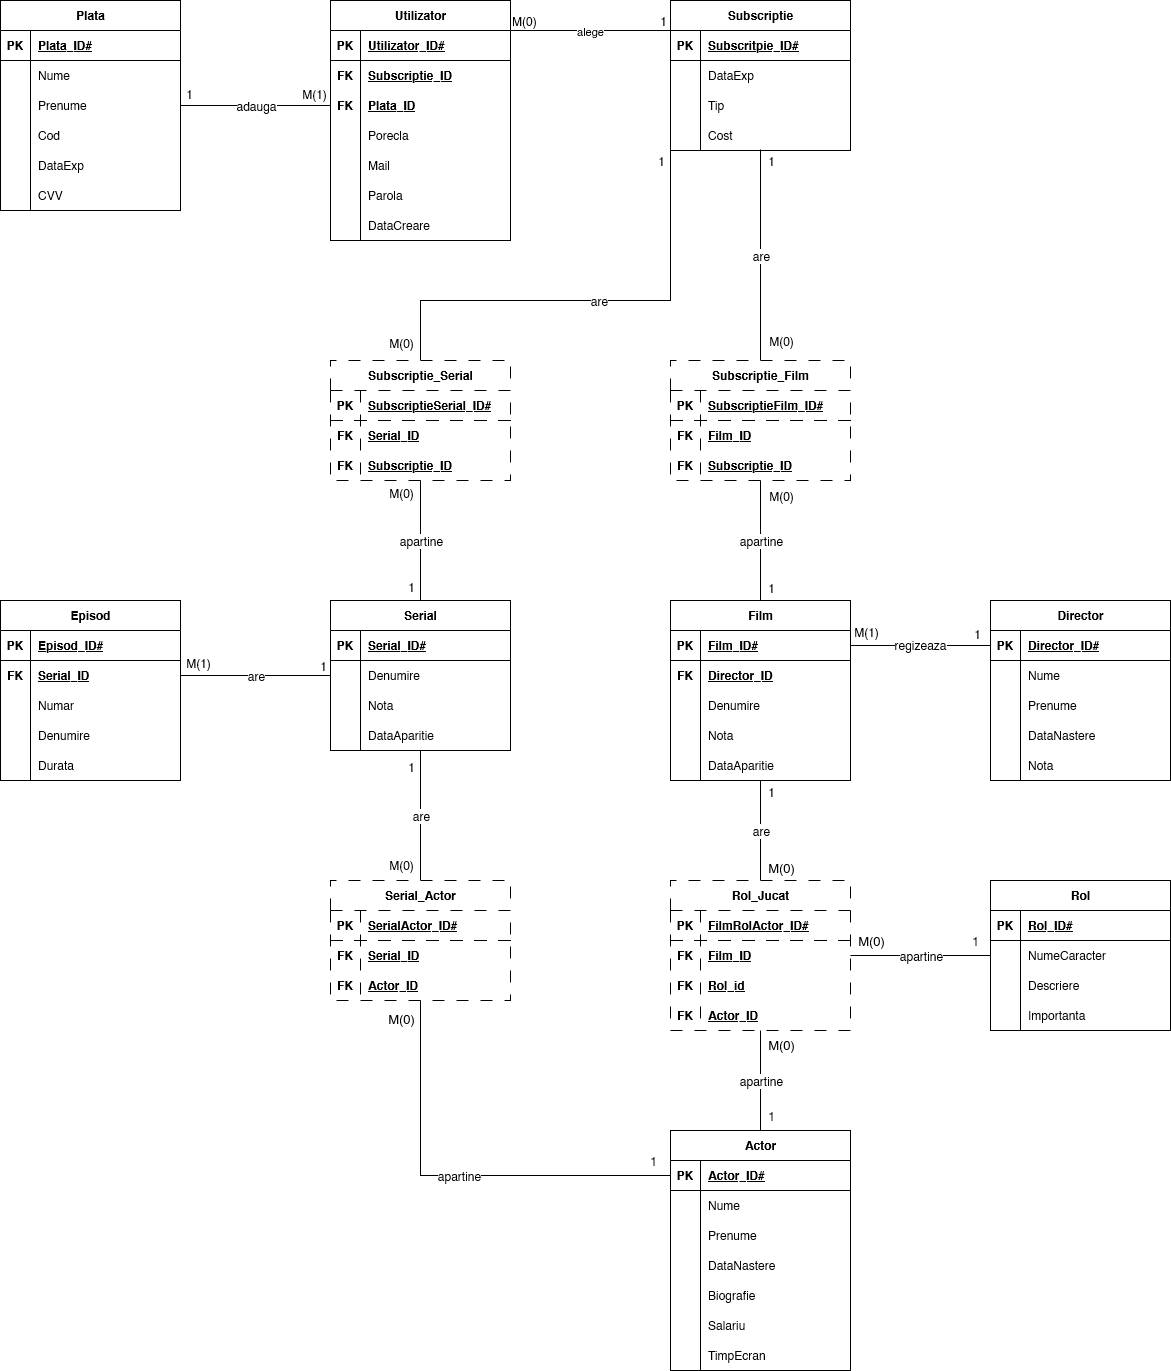 Plata
PK Plata_ID#
Nume
Prenume
Cod
DataExp
CVV
1
adauga
M(1)
Utilizator
PK Utilizator_ID#
FK Subscriptie_ID
FK Plata_ID
Porecla
Mail
Parola
DataCreare
M(0)
alege
1
Subscriptie
PK Subscritpie_ID#
DataExp
Tip
Cost
1
are
M(0)
1
are
M(0)
Subscriptie_Serial
PK SubscriptieSerial_ID#
FK Serial_ID
FK Subscriptie_ID
M(0)
apartine
1
Subscriptie_Film
PK SubscriptieFilm_ID#
FK Film_ID
FK Subscriptie_ID
M(0)
apartine
1
Episod
PK Episod_ID#
FK Serial_ID
Numar
Denumire
Durata
M(1)
are
1
Serial
PK Serial_ID#
Denumire
Nota
DataAparitie
1
are
M(0)
Film
PK Film_ID#
FK Director_ID
Denumire
Nota
DataAparitie
M(1)
regizeaza
1
Director
PK Director_ID#
Nume
Prenume
DataNastere
Nota
1
are
M(0)
Serial_Actor
PK SerialActor_ID#
FK Serial_ID
FK Actor_ID
M(0)
apartine
1
Rol_Jucat
PK FilmRolActor_ID#
FK Film_ID
FK Rol_id
FK Actor_ID
M(0)
apartine
1
Rol
PK Rol_ID#
NumeCaracter
Descriere
Importanta
M(0)
apartine
1
Actor
PK Actor_ID#
Nume
Prenume
DataNastere
Biografie
Salariu
TimpEcran